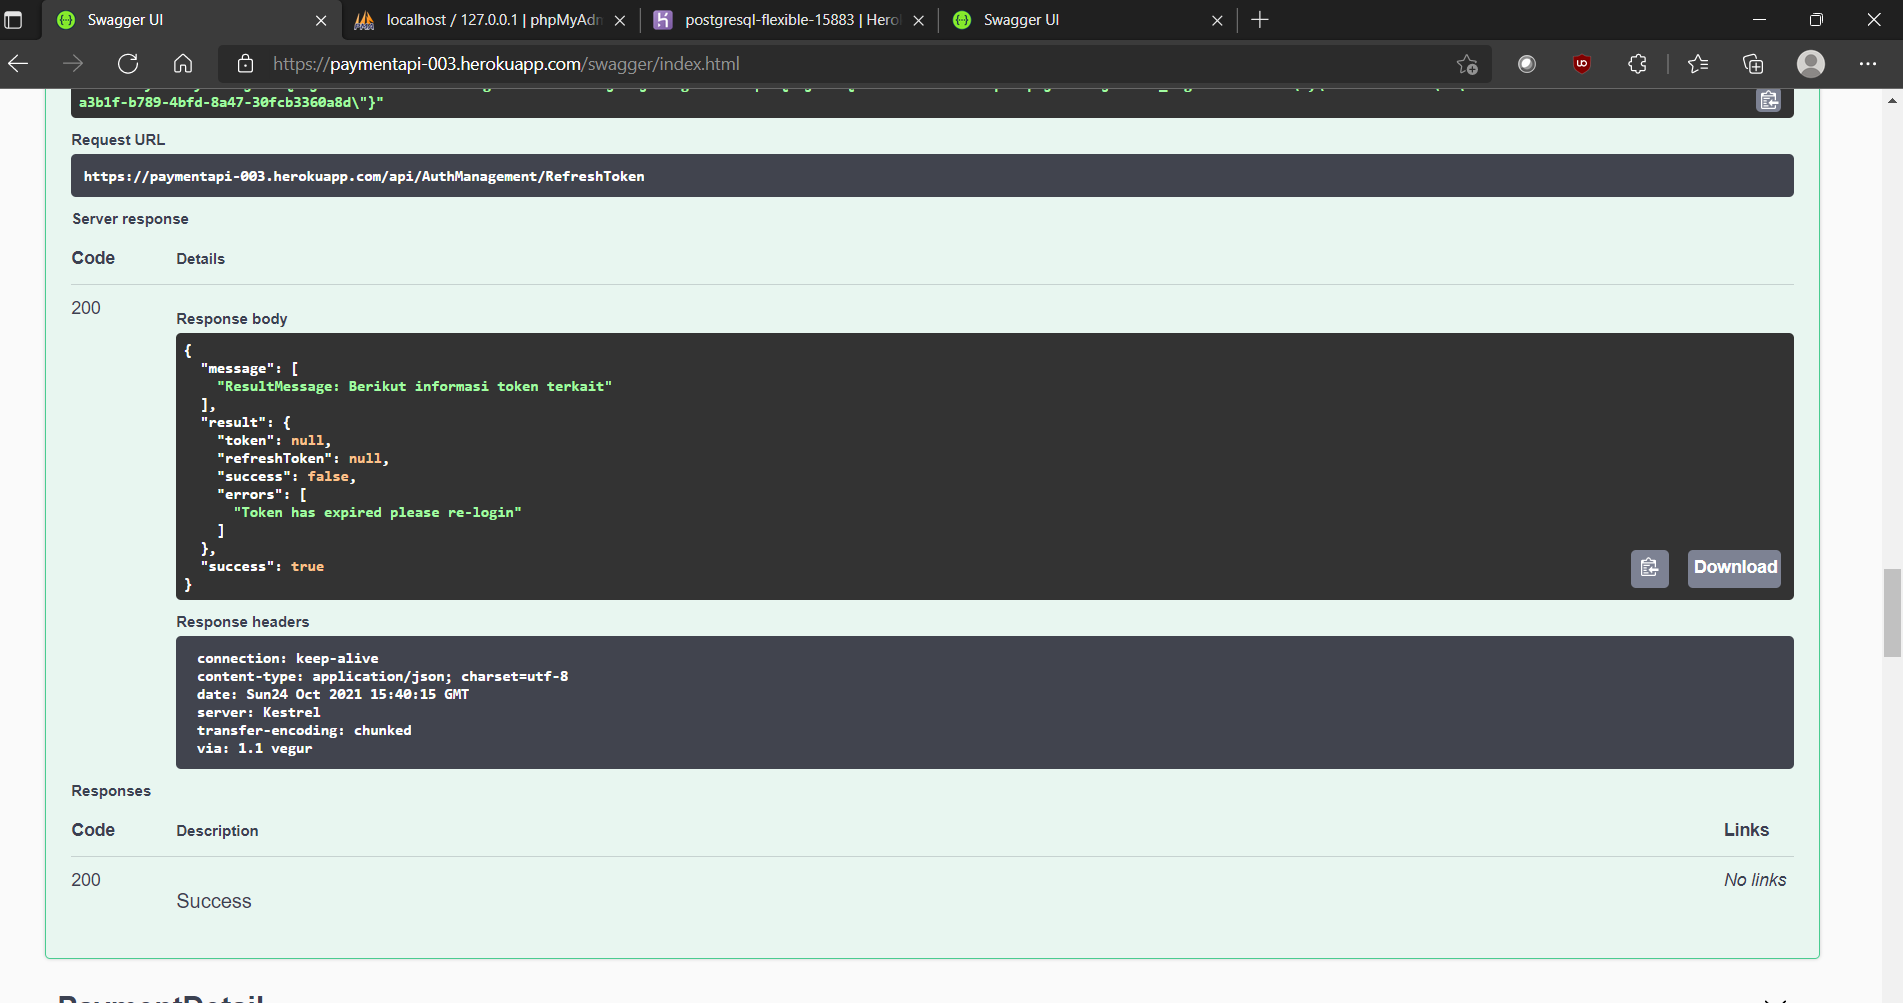 Swagger UI
localhost / 127.0.0.1 | phpMyAdn
postgresql-flexible-15883 | Hero
Swagger UI
https://paymentapi-003.herokuapp.com/swagger/index.html
a3b1f-b789-4bfd-8a47-30fcb3360a8d\"}"
Request URL
https://paymentapi-003.herokuapp.com/api/AuthManagement/RefreshToken
Server response
Code Details
200
Response body
{
"message": [
"ResultMessage: Berikut informasi token terkait"
],
"result": {
"token": null,
"refreshToken": null,
"success": false,
"errors": [
"Token has expired please re-login"
]
},
"success": true
}
Download
Response headers
connection: keep-alive
content-type: application/json; charset=utf-8
date: Sun24 Oct 2021 15:40:15 GMT
server: Kestrel
transfer-encoding: chunked
via: 1.1 vegur
Responses
Code Description Links
200 No links
Success
PaymentDetail